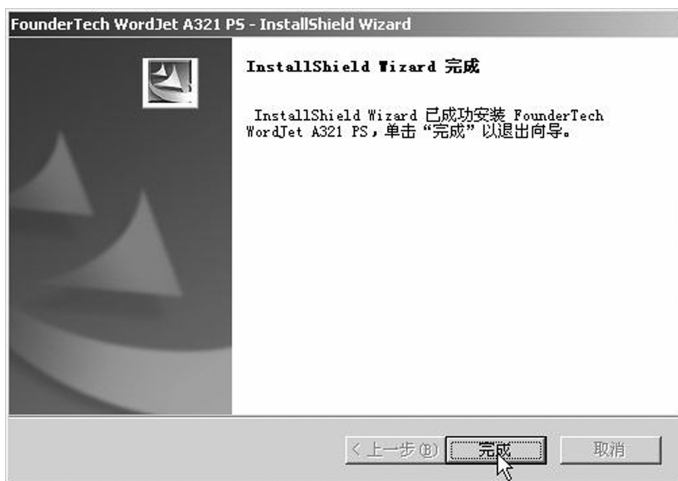 FounderTech WordJet A321 PS - InstallShield Wizard
InstallShield Wizard 完成
InstallShield Wizard 已成功安装 FounderTech
WordJet A321 PS，单击“完成”以退出向导。
< 上一步(B) 完成 取消